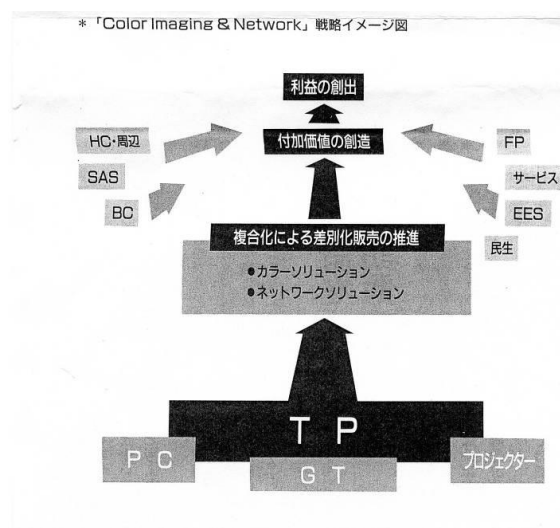 * 「Color Imaging & Network」戦略イメージ図
利益の創出
付加価値の創造
HC・周辺
SAS
BC
FP
サービス
EES
民生
複合化による差別化販売の推進
●カラーソリューション
●ネットワークソリューション
TP
PC
GT
プロジェクター